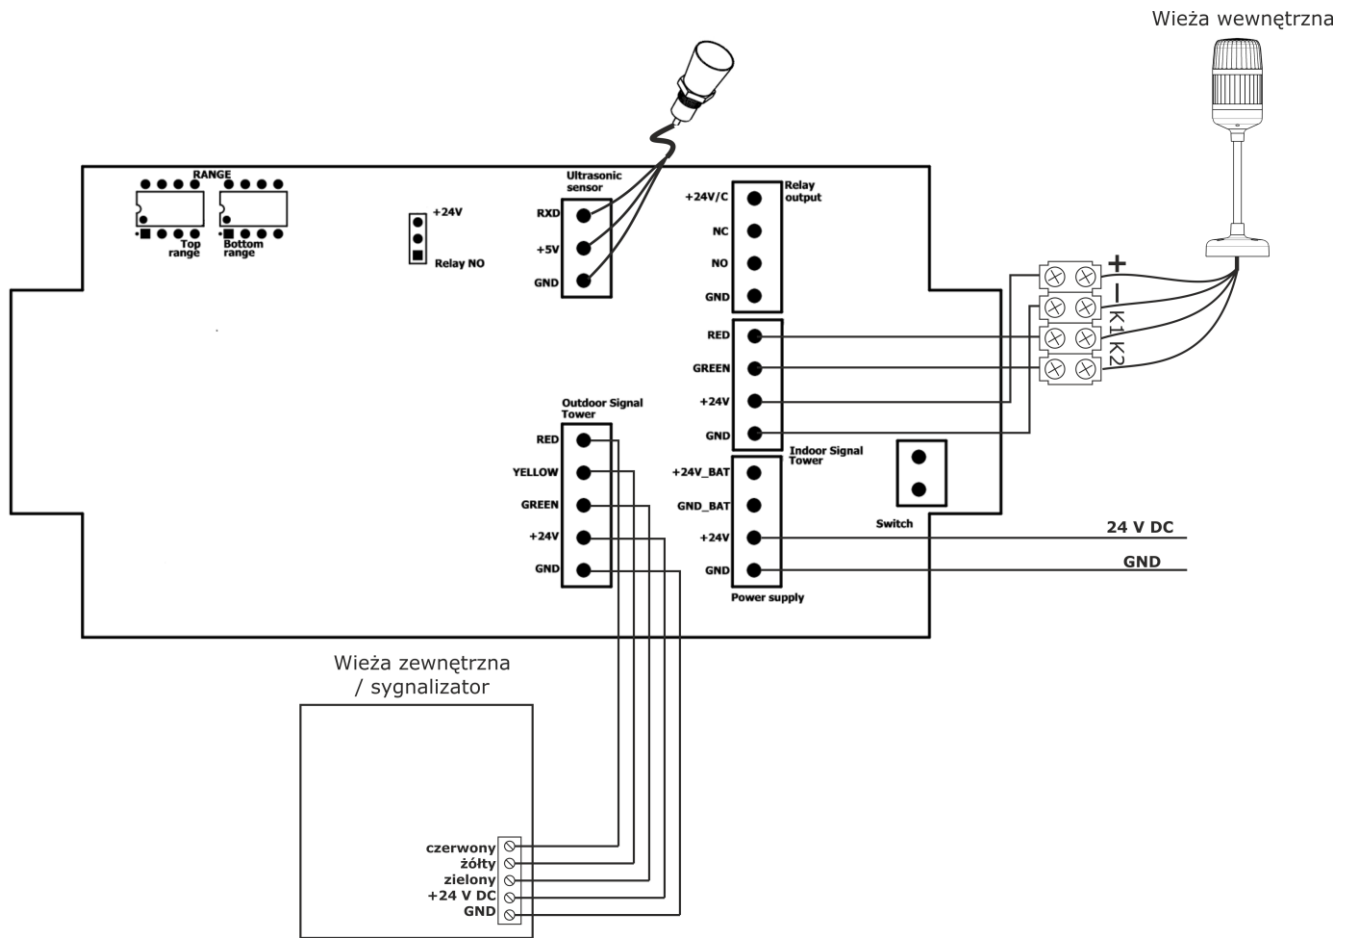 Wieża wewnętrzna
RANGE
Top
range
Bottom
range
+24V
Relay NO
Ultrasonic
sensor
RXD
+5V
GND
Relay
output
+24V/C
NC
NO
GND
+
−
K1
K2
RED
GREEN
+24V
GND
Indoor Signal
Tower
Outdoor Signal
Tower
RED
YELLOW
GREEN
+24V
GND
+24V_BAT
GND_BAT
+24V
GND
Power supply
Switch
24 V DC
GND
Wieża zewnętrzna
/ sygnalizator
czerwony
żółty
zielony
+24 V DC
GND